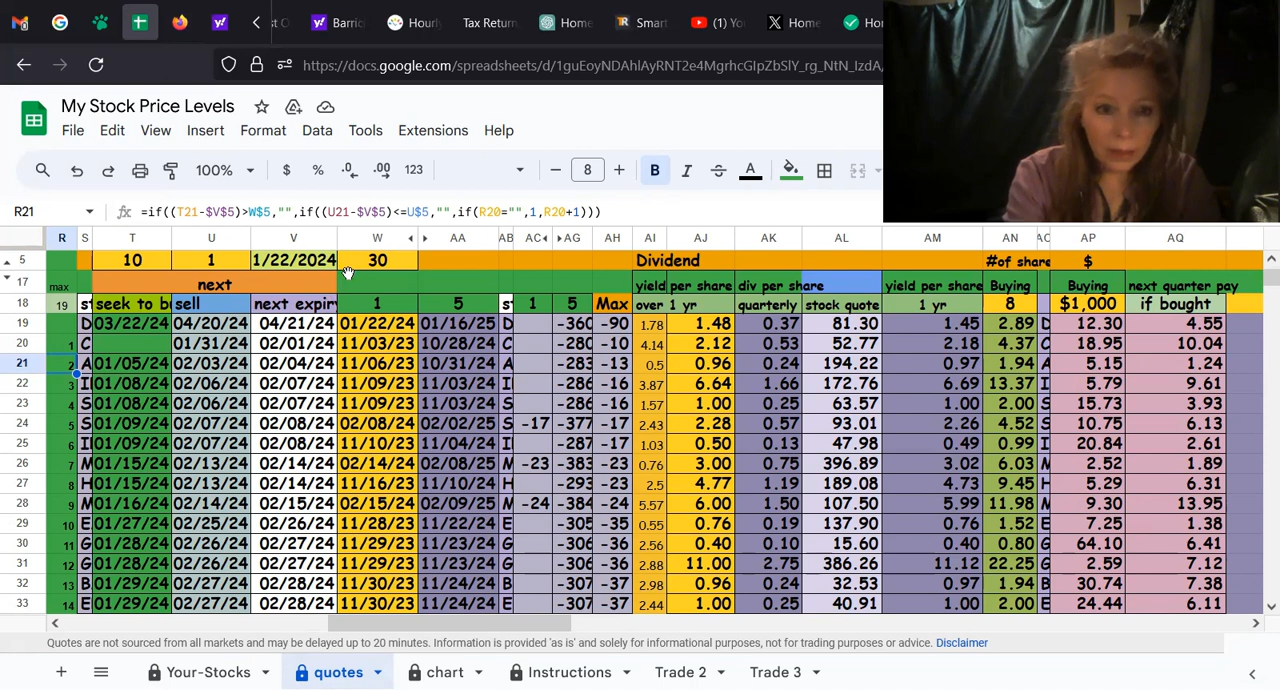 Barric
Hourly
Tax Return
Home
Smart
(1) Yo
Home
Ho
https://docs.google.com/spreadsheets/d/1guEoyNDAhlAyRNT2e4MgrhcGIpZbSlY_rg_NtN_IzdA/
My Stock Price Levels
File Edit View Insert Format Data Tools Extensions Help
100% $ % .0 .00 123 8 B I S A
R21 fx =if((T21-$V$5)>W$5,"",if((U21-$V$5)<=U$5,"",if(R20="",1,R20+1)))
R S T U V W AA AB AC AG AH AI AJ AK AL AM AN AP AQ
5 10 1 1/22/2024 30 Dividend #of share $
17 max next yield per share div per share yield per share Buying Buying next quarter pay
18 19 st seek to b sell next expiry 1 5 st 1 5 Max over 1 yr quarterly stock quote 1 yr 8 $1,000 if bought
19 D 03/22/24 04/20/24 04/21/24 01/22/24 01/16/25 D -360 -90 1.78 1.48 0.37 81.30 1.45 2.89 D 12.30 4.55
20 1 C 01/31/24 02/01/24 11/03/23 10/28/24 C -280 -10 4.14 2.12 0.53 52.77 2.18 4.37 C 18.95 10.04
21 2 A 01/05/24 02/03/24 02/04/24 11/06/23 10/31/24 A -283 -13 0.5 0.96 0.24 194.22 0.97 1.94 A 5.15 1.24
22 3 I 01/08/24 02/06/24 02/07/24 11/09/23 11/03/24 I -286 -16 3.87 6.64 1.66 172.76 6.69 13.37 I 5.79 9.61
23 4 S 01/08/24 02/06/24 02/07/24 11/09/23 11/03/24 S -286 -16 1.57 1.00 0.25 63.57 1.00 2.00 S 15.73 3.93
24 5 S 01/09/24 02/07/24 02/08/24 02/08/24 02/02/25 S -17 -377 -17 2.43 2.28 0.57 93.01 2.26 4.52 S 10.75 6.13
25 6 I 01/09/24 02/07/24 02/08/24 11/10/23 11/04/24 I -287 -17 1.03 0.50 0.13 47.98 0.49 0.99 I 20.84 2.61
26 7 M 01/15/24 02/13/24 02/14/24 02/14/24 02/08/25 M -23 -383 -23 0.76 3.00 0.75 396.89 3.02 6.03 M 2.52 1.89
27 8 H 01/15/24 02/13/24 02/14/24 11/16/23 11/10/24 H -293 -23 2.5 4.77 1.19 189.08 4.73 9.45 H 5.29 6.31
28 9 M 01/16/24 02/14/24 02/15/24 02/15/24 02/09/25 M -24 -384 -24 5.57 6.00 1.50 107.50 5.99 11.98 M 9.30 13.95
29 10 E 01/27/24 02/25/24 02/26/24 11/28/23 11/22/24 E -305 -35 0.55 0.76 0.19 137.90 0.76 1.52 E 7.25 1.38
30 11 G 01/28/24 02/26/24 02/27/24 11/29/23 11/23/24 G -306 -36 2.56 0.40 0.10 15.60 0.40 0.80 G 64.10 6.41
31 12 G 01/28/24 02/26/24 02/27/24 11/29/23 11/23/24 G -306 -36 2.88 11.00 2.75 386.26 11.12 22.25 G 2.59 7.12
32 13 B 01/29/24 02/27/24 02/28/24 11/30/23 11/24/24 B -307 -37 2.98 0.96 0.24 32.53 0.97 1.94 B 30.74 7.38
33 14 E 01/29/24 02/27/24 02/28/24 11/30/23 11/24/24 E -307 -37 2.44 1.00 0.25 40.91 1.00 2.00 E 24.44 6.11
Quotes are not sourced from all markets and may be delayed up to 20 minutes. Information is provided 'as is' and solely for informational purposes, not for trading purposes or advice. Disclaimer
+ Your-Stocks quotes chart Instructions Trade 2 Trade 3